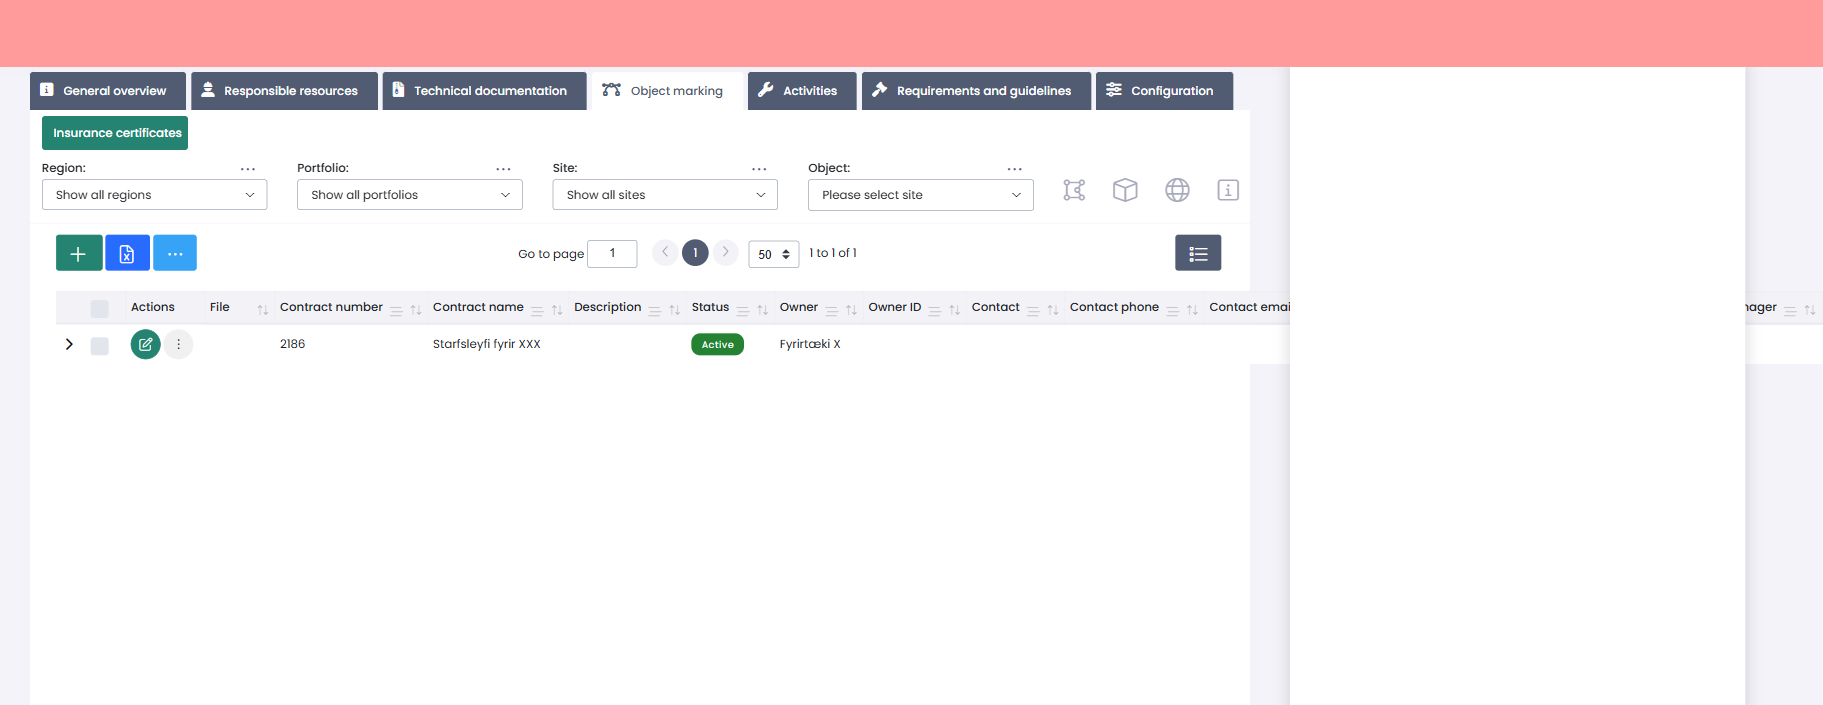 General overview
Responsible resources
Technical documentation
Object marking
Activities
Requirements and guidelines
Configuration
Insurance certificates
Region:
Portfolio:
Site:
Object:
Show all regions
Show all portfolios
Show all sites
Please select site
Go to page 1
1
50
1 to 1 of 1
Actions File Contract number Contract name Description Status Owner Owner ID Contact Contact phone Contact emai nager
2186 Starfsleyfi fyrir XXX Active Fyrirtæki X